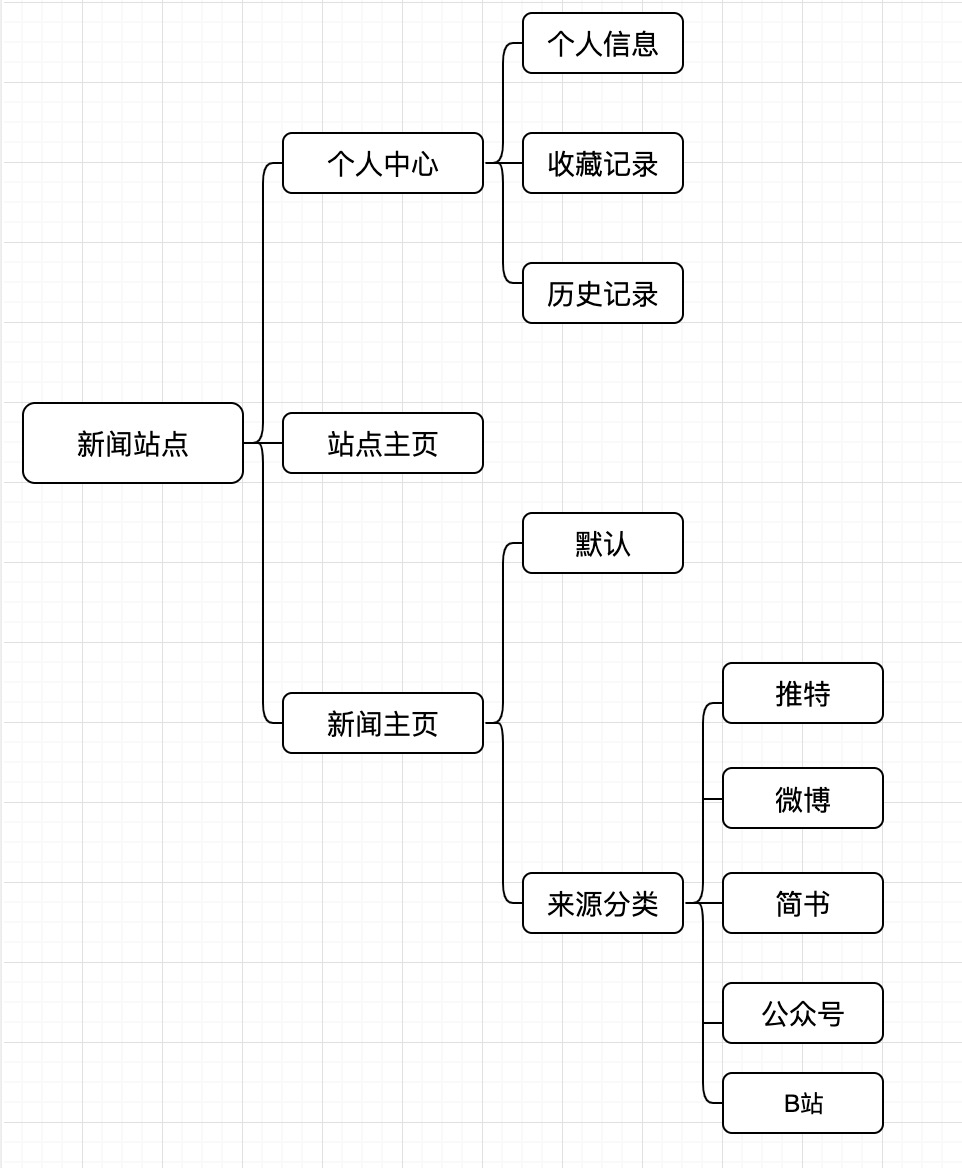 个人信息
个人中心
收藏记录
历史记录
新闻站点
站点主页
默认
推特
新闻主页
微博
来源分类
简书
公众号
B站